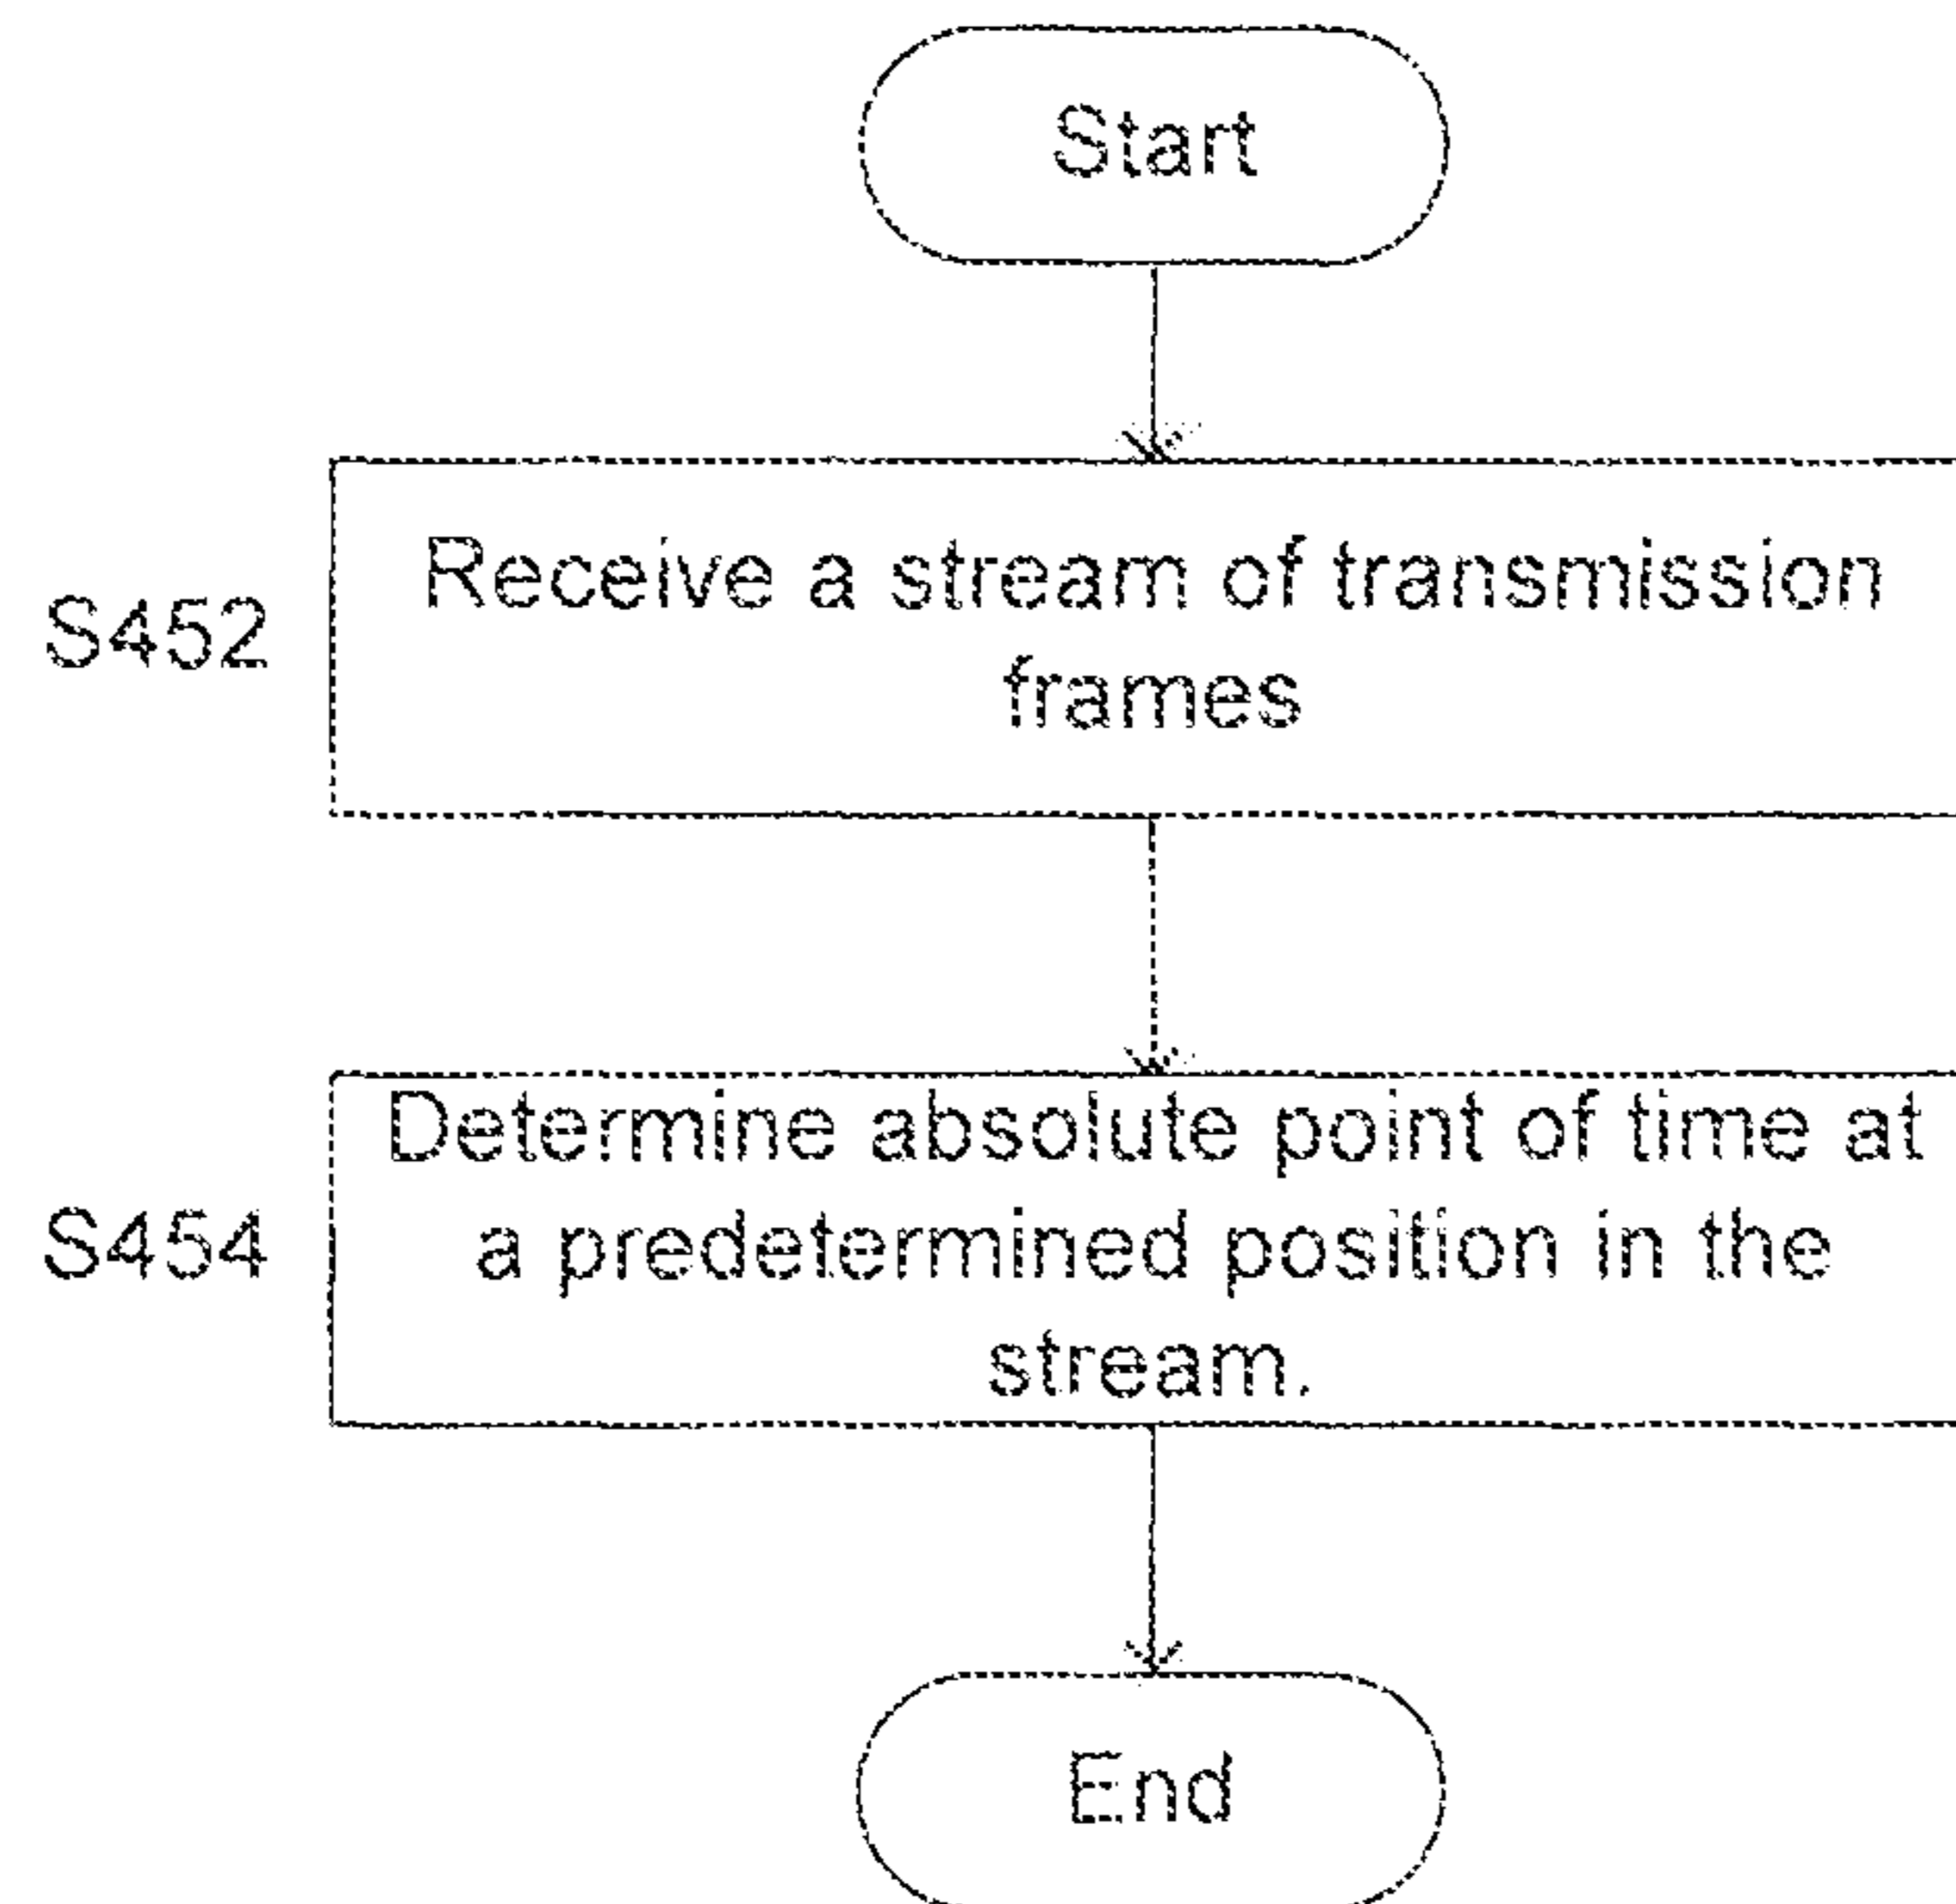 Start
S452
Receive a stream of transmission
frames
S454
Determine absolute point of time at
a predetermined position in the
stream.
End